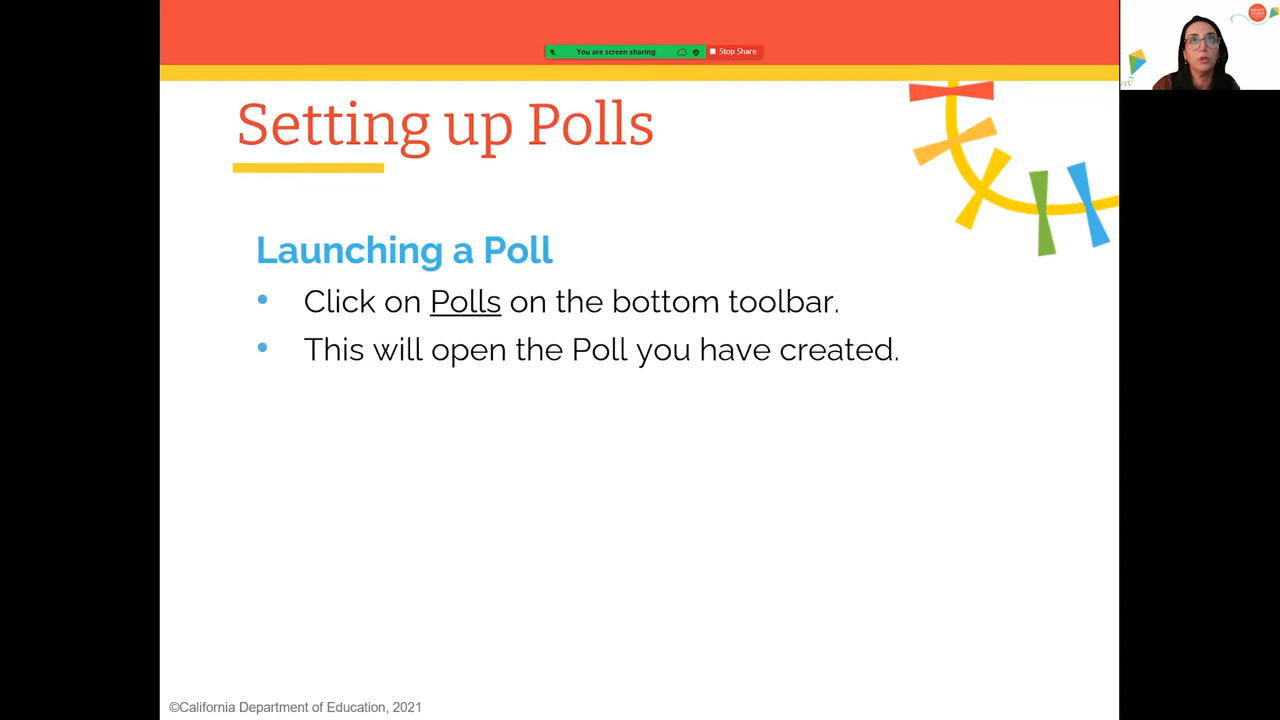 You are screen sharing
Stop Share
Setting up Polls
Launching a Poll
• Click on Polls on the bottom toolbar.
• This will open the Poll you have created.
©California Department of Education, 2021